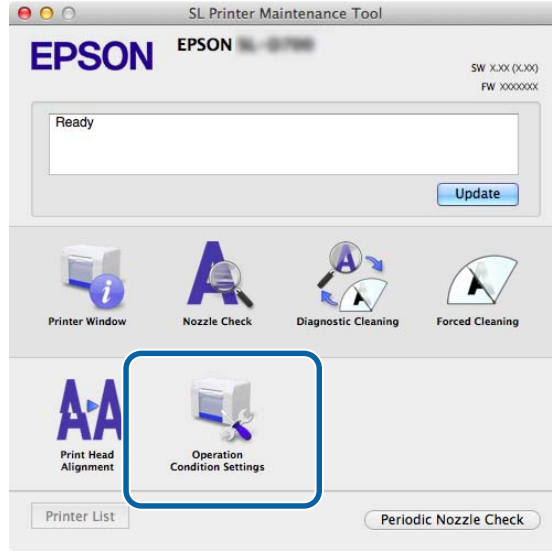 SL Printer Maintenance Tool
EPSON
EPSON
SW X.XX (X.XX)
FW XXXXXXX
Ready
Update
Printer Window
Nozzle Check
Diagnostic Cleaning
Forced Cleaning
Print Head
Alignment
Operation
Condition Settings
Printer List
Periodic Nozzle Check